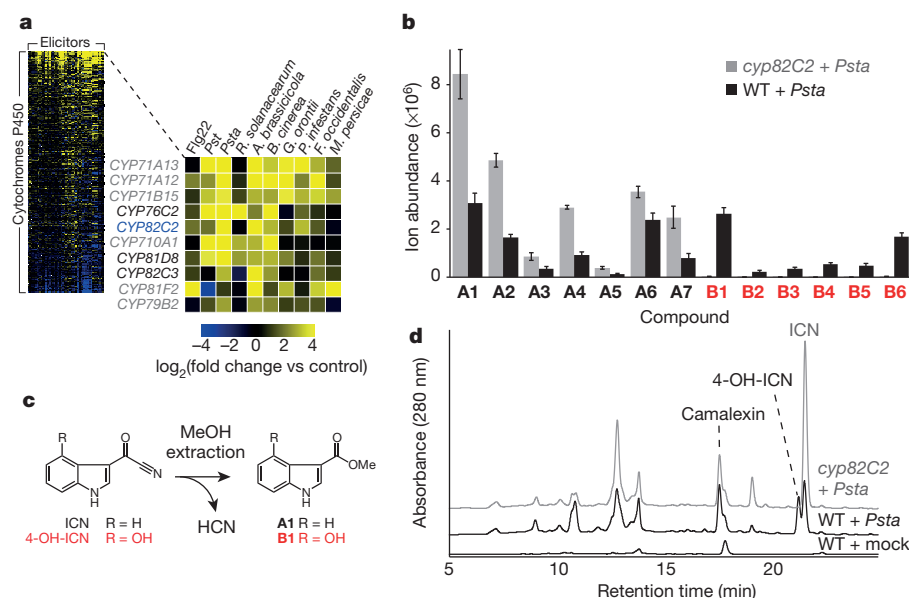 a
Elicitors
Cytochromes P450
Flg22
Pst
Psta
R. solanacearum
A. brassicicola
B. cinerea
G. orontii
P. infestans
F. occidentalis
M. persicae
CYP71A13
CYP71A12
CYP71B15
CYP76C2
CYP82C2
CYP710A1
CYP81D8
CYP82C3
CYP81F2
CYP79B2
−4 −2 0 2 4
log2(fold change vs control)
b
Ion abundance (×10⁶)
8
6
4
2
0
cyp82C2 + Psta
WT + Psta
A1 A2 A3 A4 A5 A6 A7 B1 B2 B3 B4 B5 B6
Compound
c
R
O
N
NH
ICN R = H
4-OH-ICN R = OH
MeOH
extraction
HCN
R
O
OMe
NH
A1 R = H
B1 R = OH
d
Absorbance (280 nm)
ICN
4-OH-ICN
Camalexin
cyp82C2
+ Psta
WT + Psta
WT + mock
5 10 15 20
Retention time (min)